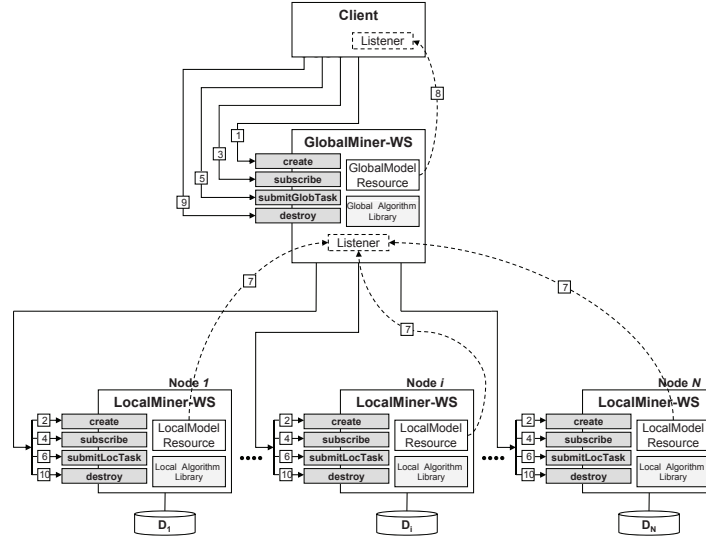 Client
Listener
8
1
3
5
9
GlobalMiner-WS
create
subscribe
submitGlobTask
destroy
GlobalModel
Resource
Global Algorithm
Library
Listener
7
7
7
Node 1
LocalMiner-WS
2
create
4
subscribe
6
submitLocTask
10
destroy
LocalModel
Resource
Local Algorithm
Library
D1
Node i
LocalMiner-WS
2
create
4
subscribe
6
submitLocTask
10
destroy
LocalModel
Resource
Local Algorithm
Library
Di
Node N
LocalMiner-WS
2
create
4
subscribe
6
submitLocTask
10
destroy
LocalModel
Resource
Local Algorithm
Library
DN